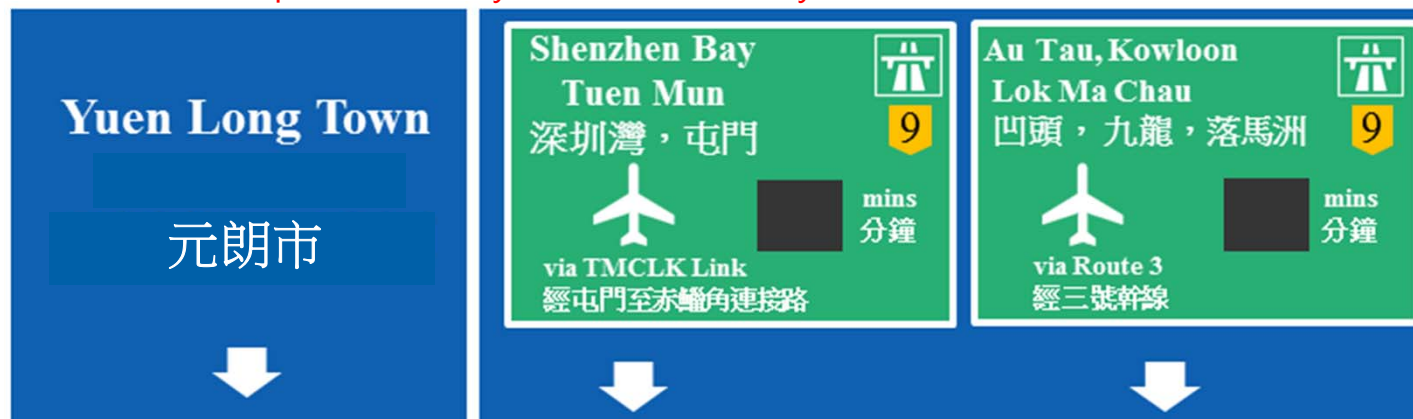 Yuen Long Town
元朗市
Shenzhen Bay
Tuen Mun
深圳灣，屯門
9
mins
分鐘
via TMCLK Link
經屯門至赤鱲角連接路
Au Tau, Kowloon
Lok Ma Chau
凹頭，九龍，落馬洲
9
mins
分鐘
via Route 3
經三號幹線